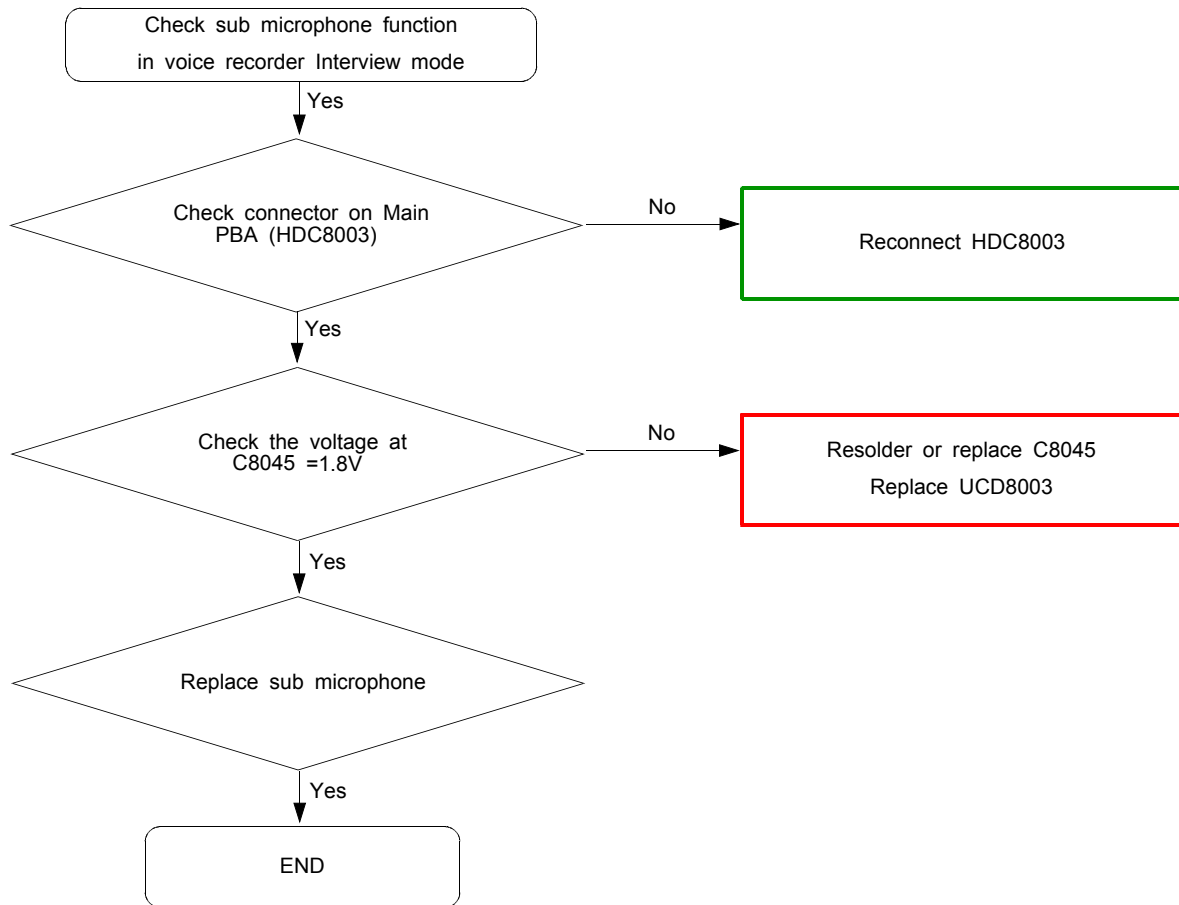 Check sub microphone function
in voice recorder Interview mode
Yes
Check connector on Main
PBA (HDC8003)
No
Reconnect HDC8003
Yes
Check the voltage at
C8045 =1.8V
No
Resolder or replace C8045
Replace UCD8003
Yes
Replace sub microphone
Yes
END